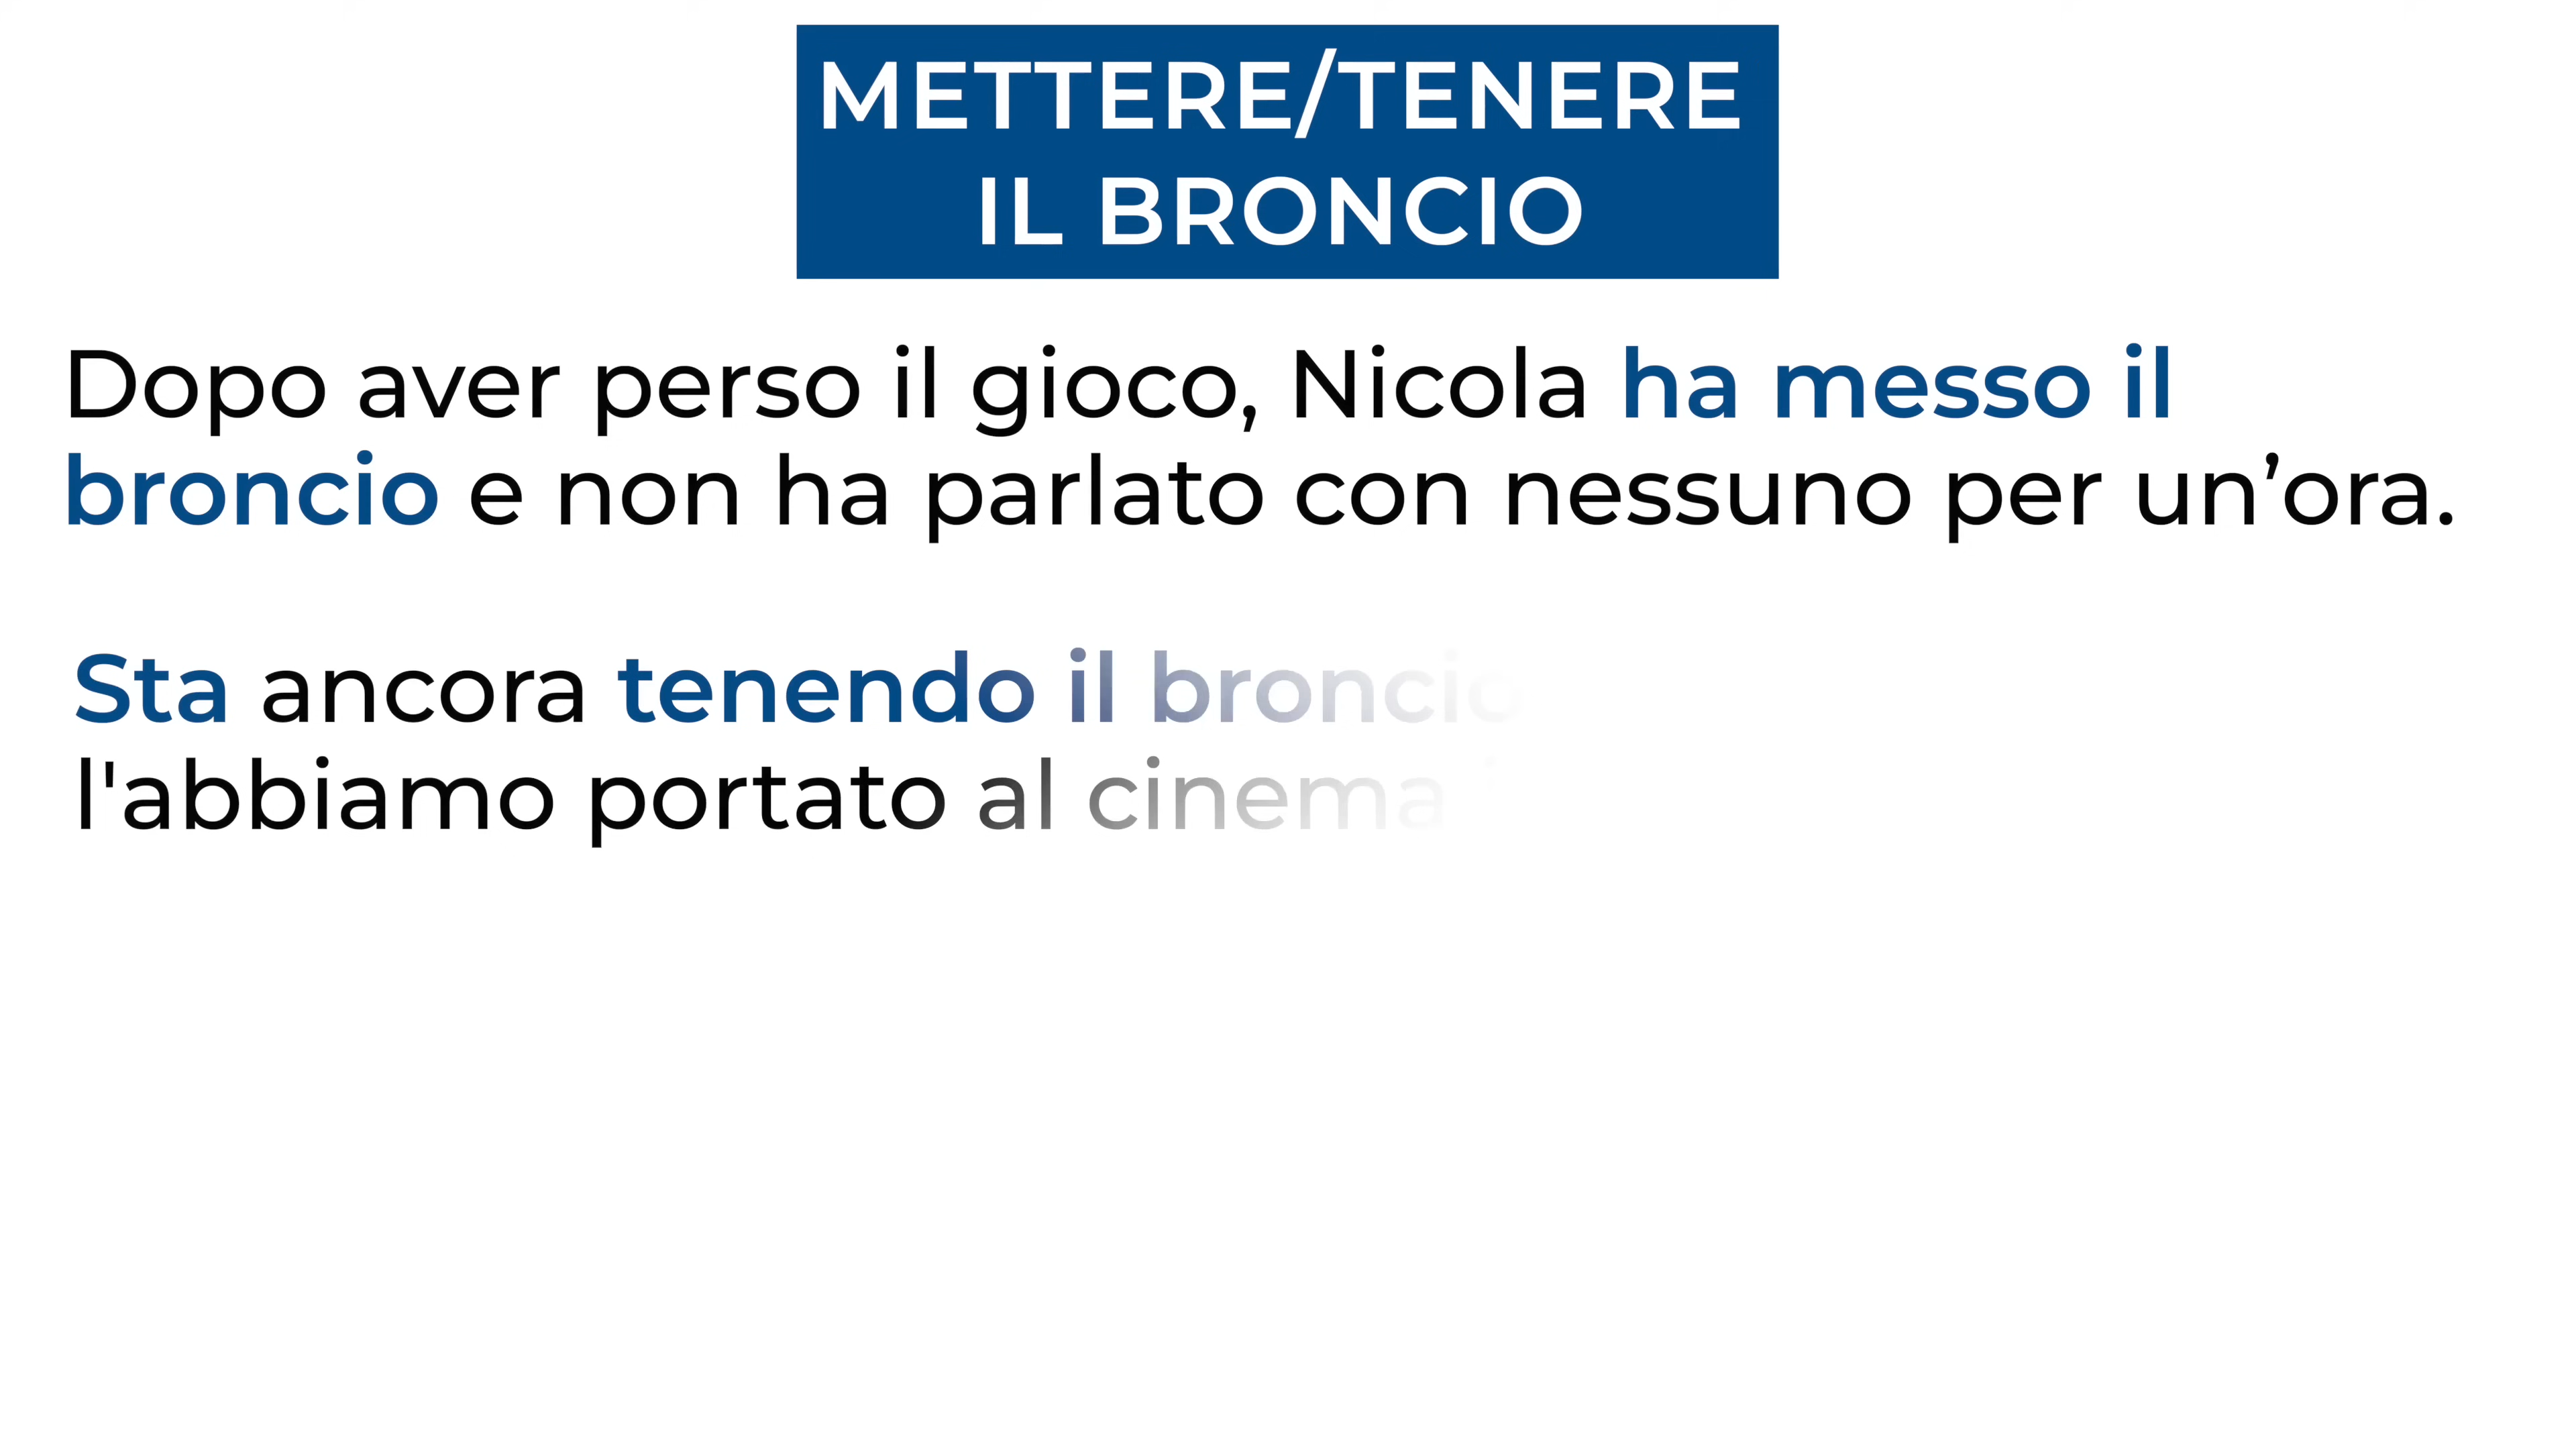 METTERE/TENERE
IL BRONCIO
Dopo aver perso il gioco, Nicola ha messo il
broncio e non ha parlato con nessuno per un’ora.
Sta ancora tenendo il broncio
l'abbiamo portato al cinema